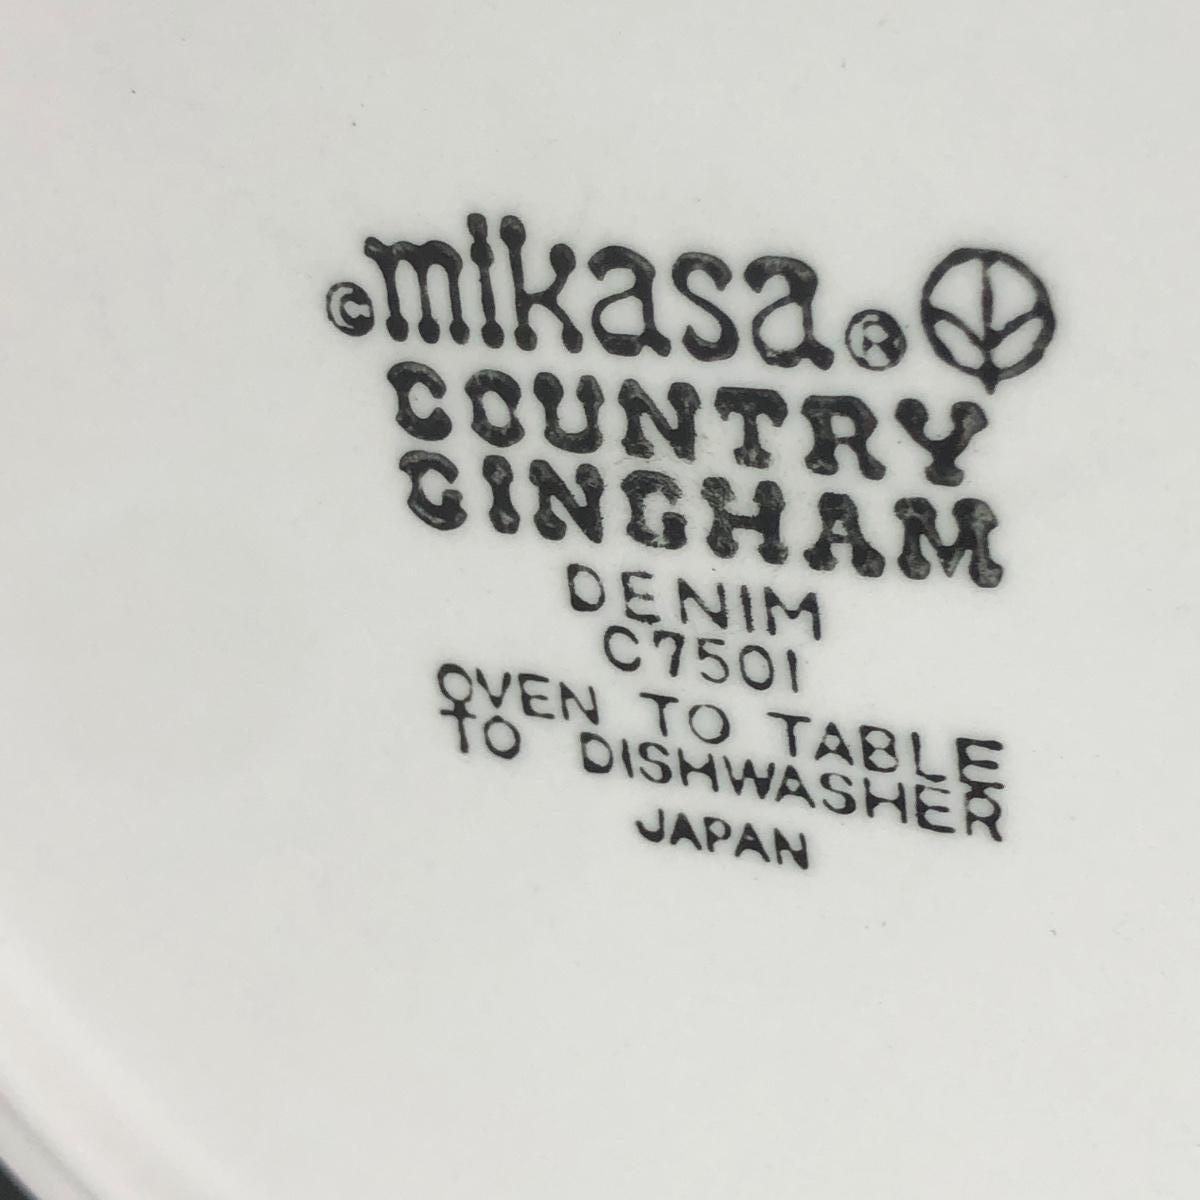 © mikasa ®
COUNTRY
GINGHAM
DENIM
C7501
OVEN TO TABLE
TO DISHWASHER
JAPAN